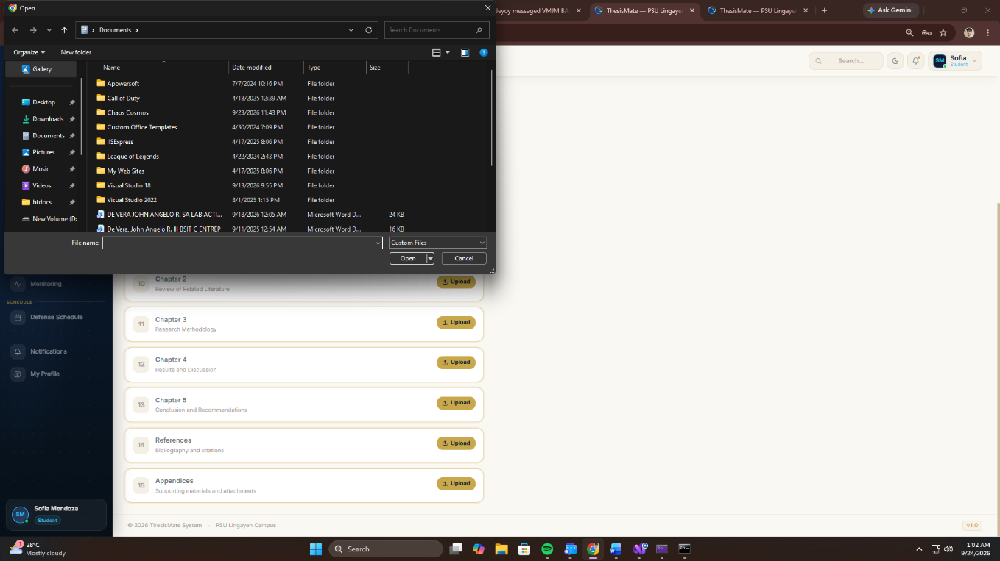 Open
Neyoy messaged VMJM BA
ThesisMate — PSU Lingayen
ThesisMate — PSU Lingayen
Ask Gemini
Documents
Search Documents
Organize
New folder
Search...
Sofia
Student
SM
Gallery
Desktop
Downloads
Documents
Pictures
Music
Videos
htdocs
New Volume (D:
Name Date modified Type Size
Apowersoft 7/7/2024 10:16 PM File folder
Call of Duty 4/18/2025 12:39 AM File folder
Chaos Cosmos 9/23/2026 11:43 PM File folder
Custom Office Templates 4/30/2024 7:09 PM File folder
IISExpress 4/17/2025 8:06 PM File folder
League of Legends 4/22/2024 2:43 PM File folder
My Web Sites 4/17/2025 8:06 PM File folder
Visual Studio 18 9/13/2026 9:55 PM File folder
Visual Studio 2022 8/1/2025 1:15 PM File folder
DE VERA JOHN ANGELO R. SA LAB ACTI... 9/18/2026 12:05 AM Microsoft Word D... 24 KB
De Vera, John Angelo R. III BSIT C ENTREP 9/11/2025 12:54 AM Microsoft Word D... 16 KB
File name:
Custom Files
Open
Cancel
Monitoring
SCHEDULE
Defense Schedule
Notifications
My Profile
10
Chapter 2
Review of Related Literature
Upload
11
Chapter 3
Research Methodology
Upload
12
Chapter 4
Results and Discussion
Upload
13
Chapter 5
Conclusion and Recommendations
Upload
14
References
Bibliography and citations
Upload
15
Appendices
Supporting materials and attachments
Upload
SM
Sofia Mendoza
Student
© 2026 ThesisMate System · PSU Lingayen Campus
v1.0
1
28°C
Mostly cloudy
Search
1:02 AM
9/24/2026